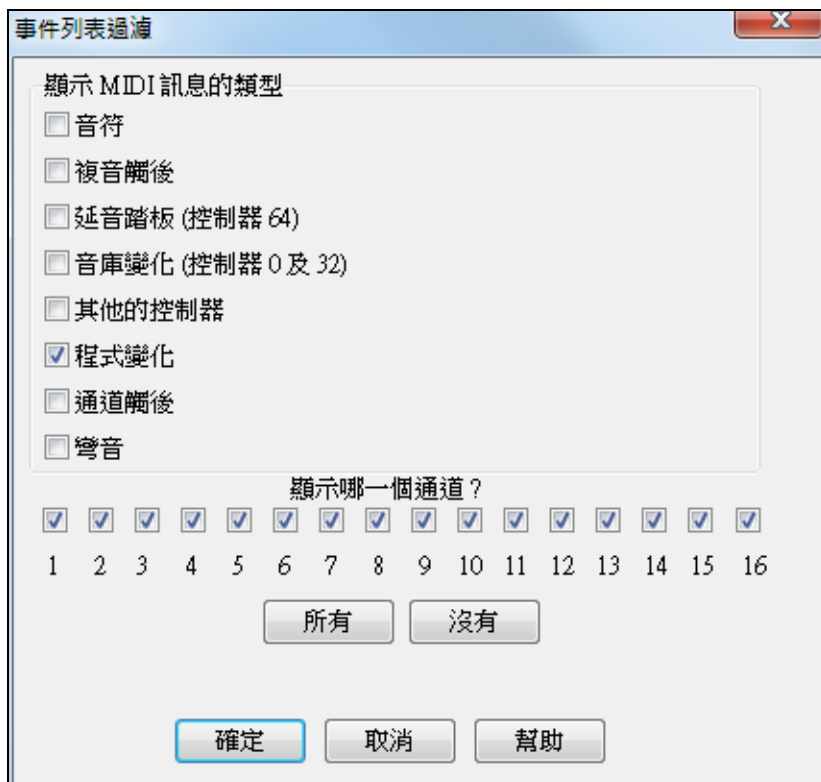 事件列表過濾
顯示 MIDI 訊息的類型
音符
複音觸後
延音踏板 (控制器 64)
音庫變化 (控制器 0 及 32)
其他的控制器
程式變化
通道觸後
彎音
顯示哪一個通道？
1 2 3 4 5 6 7 8 9 10 11 12 13 14 15 16
所有 沒有
確定 取消 幫助